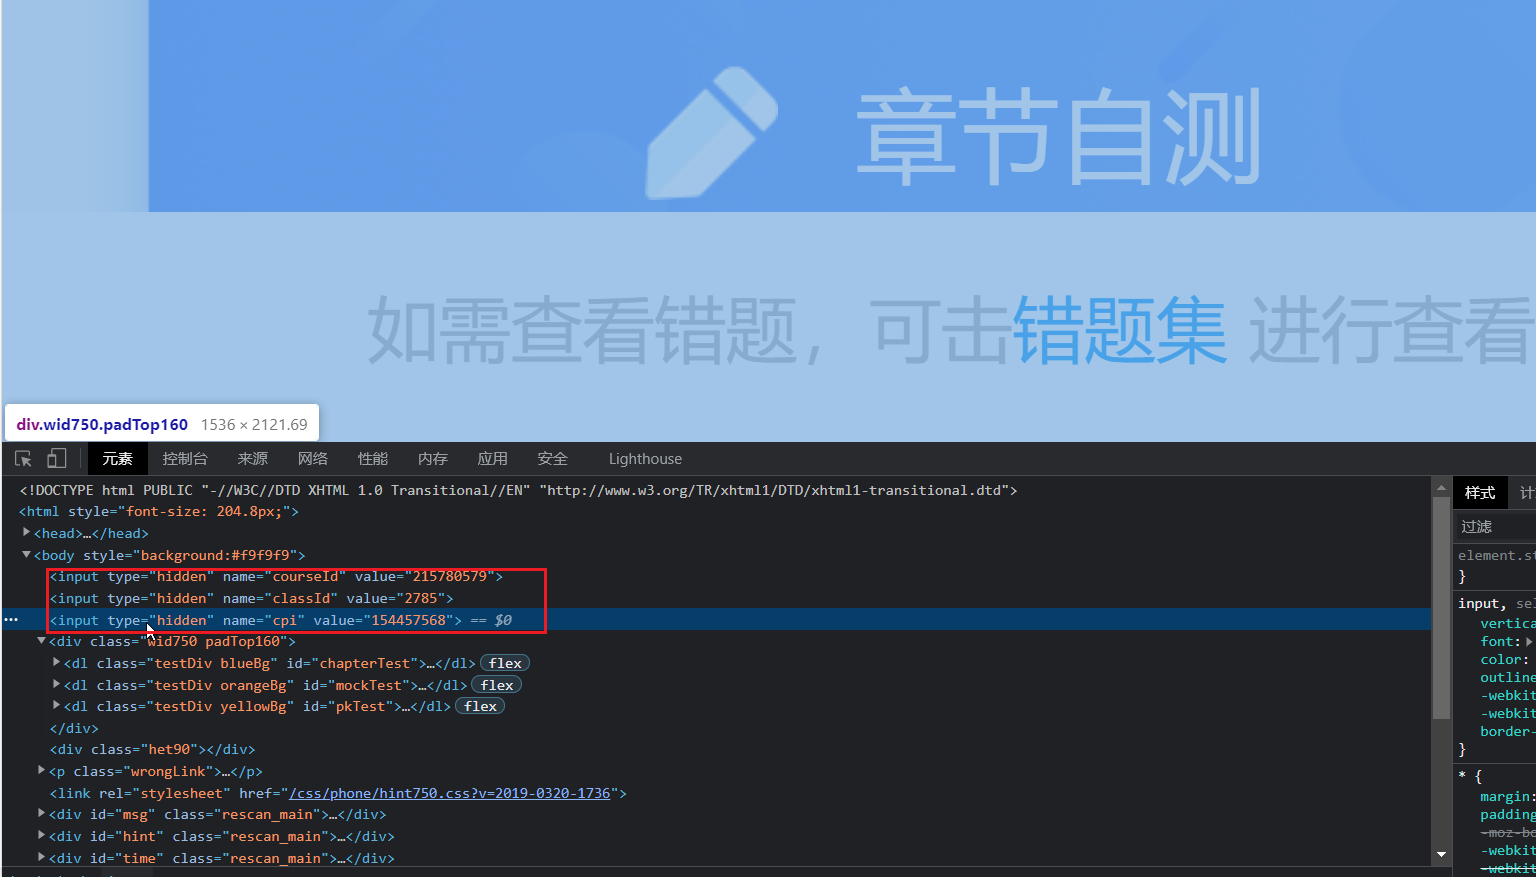 章节自测
如需查看错题，可击错题集 进行查看
div.wid750.padTop160 1536 × 2121.69
元素 控制台 来源 网络 性能 内存 应用 安全 Lighthouse
<!DOCTYPE html PUBLIC "-//W3C//DTD XHTML 1.0 Transitional//EN" "http://www.w3.org/TR/xhtml1/DTD/xhtml1-transitional.dtd">
<html style="font-size: 204.8px;">
<head>…</head>
<body style="background:#f9f9f9">
<input type="hidden" name="courseId" value="215780579">
<input type="hidden" name="classId" value="2785">
<input type="hidden" name="cpi" value="154457568"> == $0
<div class="wid750 padTop160">
<dl class="testDiv blueBg" id="chapterTest">…</dl> flex
<dl class="testDiv orangeBg" id="mockTest">…</dl> flex
<dl class="testDiv yellowBg" id="pkTest">…</dl> flex
</div>
<div class="het90"></div>
<p class="wrongLink">…</p>
<link rel="stylesheet" href="/css/phone/hint750.css?v=2019-0320-1736">
<div id="msg" class="rescan_main">…</div>
<div id="hint" class="rescan_main">…</div>
<div id="time" class="rescan_main">…</div>
样式 计
过滤
element.st
}
input, sel
vertica
font:
color:
outline
-webkit
-webkit
border-
}
* {
margin:
padding
-moz-bo
-webkit
-webkit